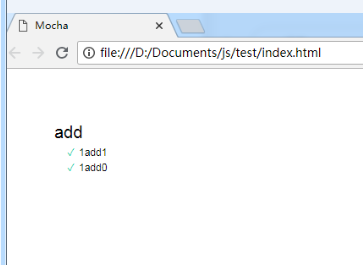 Mocha
file:///D:/Documents/js/test/index.html
add
✓ 1add1
✓ 1add0